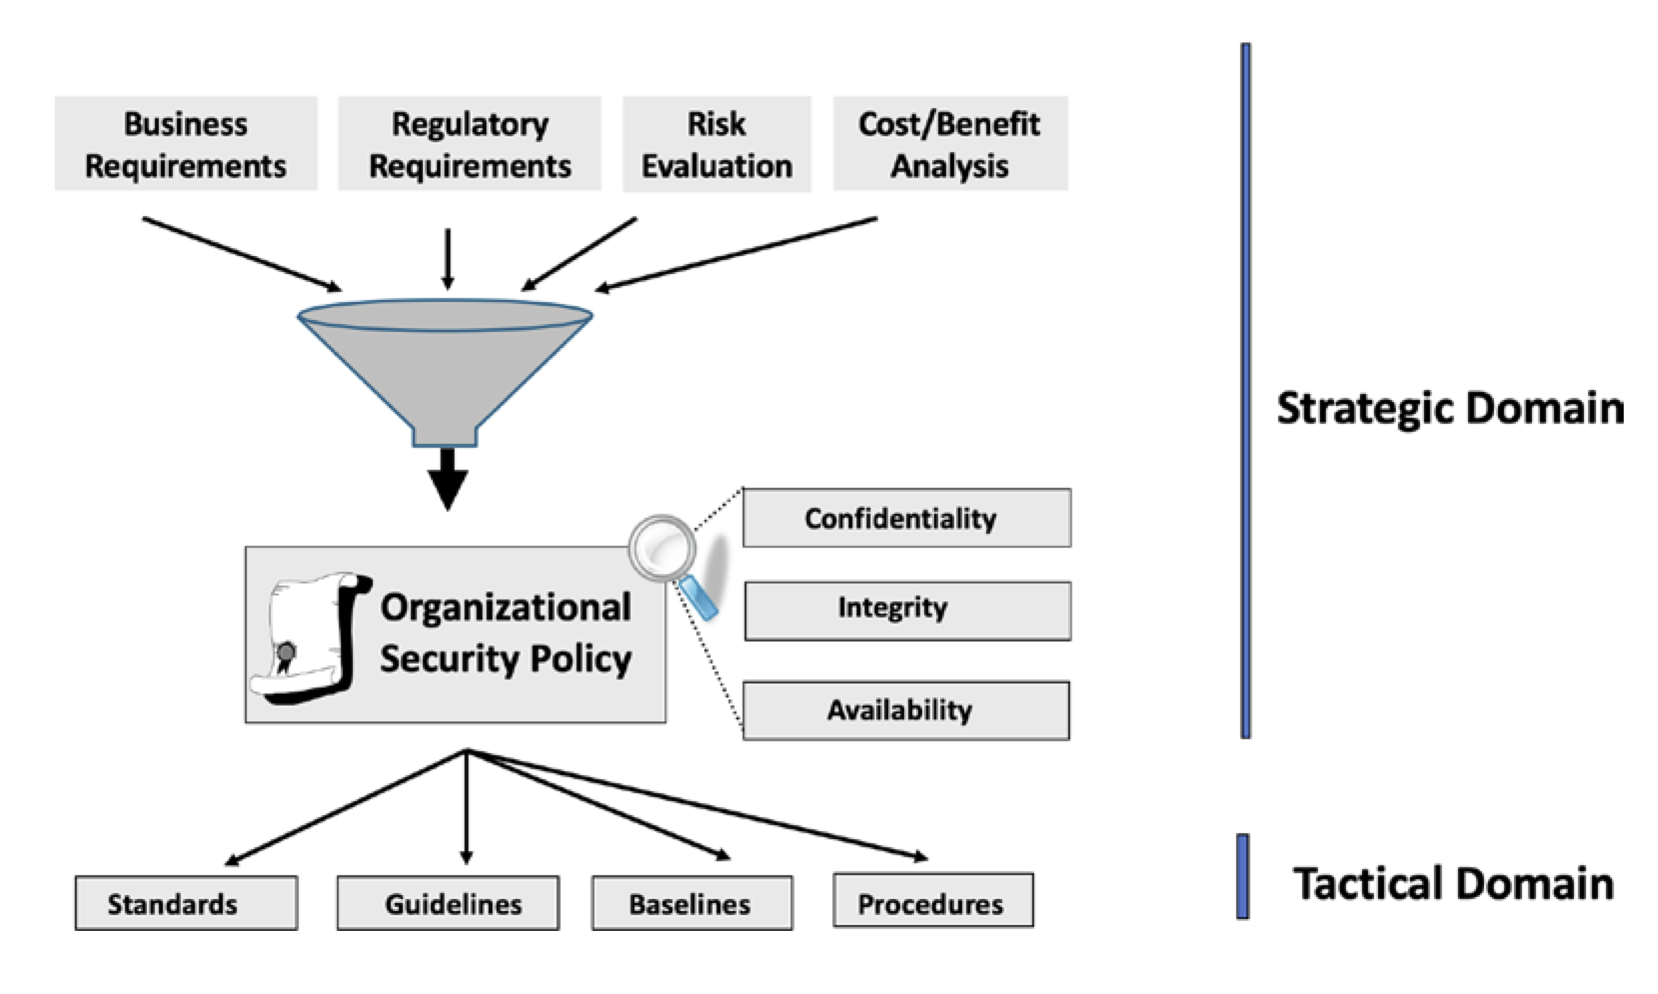 Business
Requirements
Regulatory
Requirements
Risk
Evaluation
Cost/Benefit
Analysis
Strategic Domain
Confidentiality
Integrity
Availability
Organizational
Security Policy
Standards
Guidelines
Baselines
Procedures
Tactical Domain